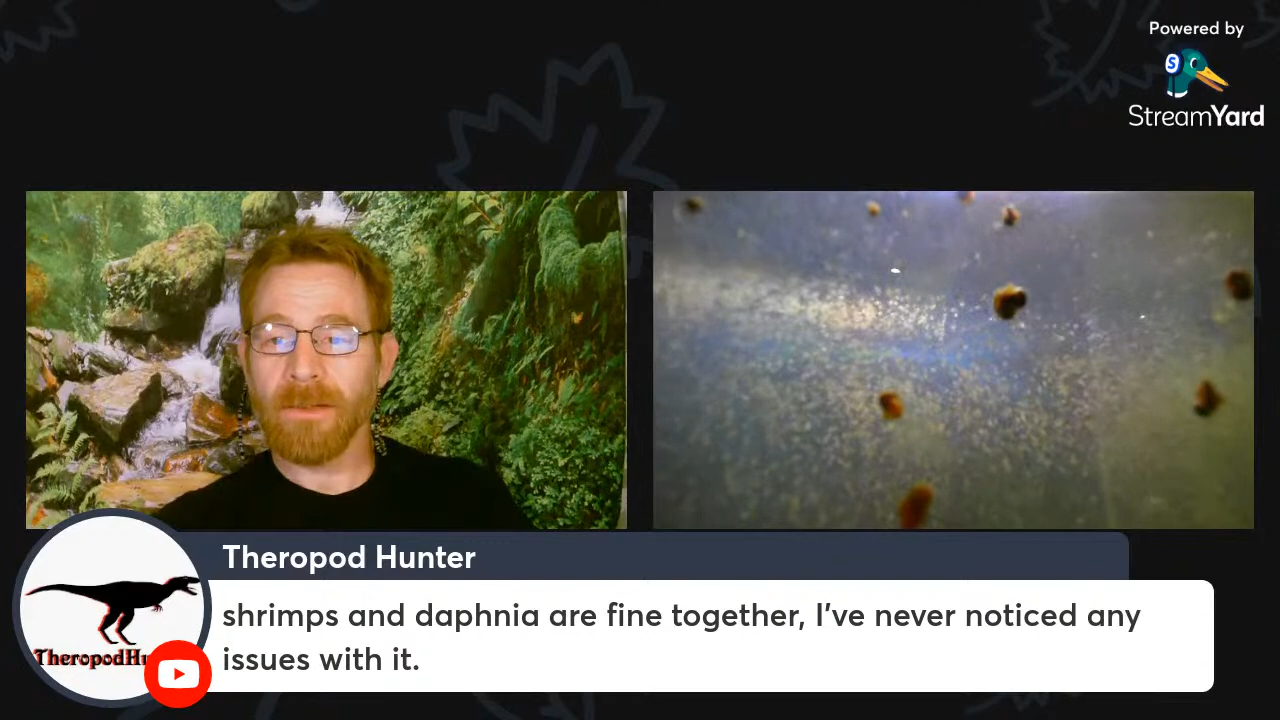 Powered by
StreamYard
Theropod Hunter
shrimps and daphnia are fine together, I've never noticed any
issues with it.